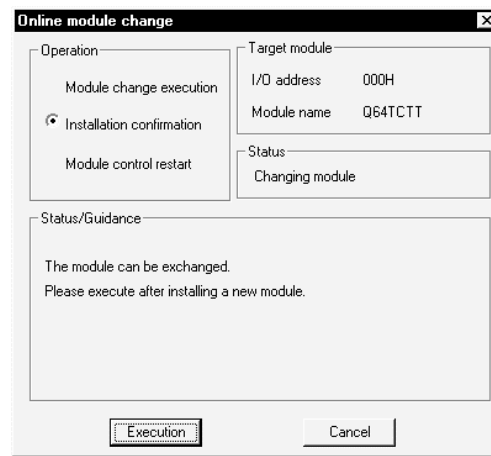 Online module change
Operation
Module change execution
Installation confirmation
Module control restart
Target module
I/O address 000H
Module name Q64TCTT
Status
Changing module
Status/Guidance
The module can be exchanged.
Please execute after installing a new module.
Execution Cancel